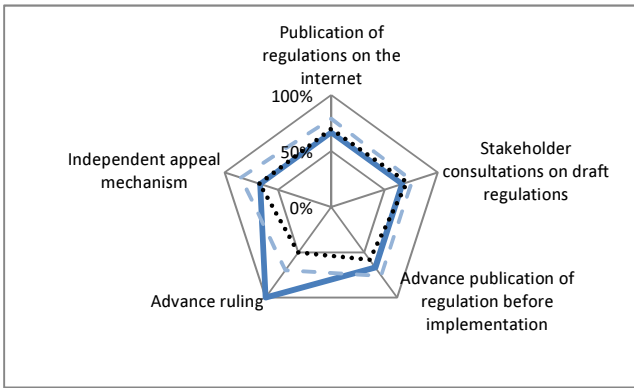 Publication of
regulations on the
internet
100%
50%
0%
Stakeholder
consultations on draft
regulations
Independent appeal
mechanism
Advance publication of
regulation before
implementation
Advance ruling